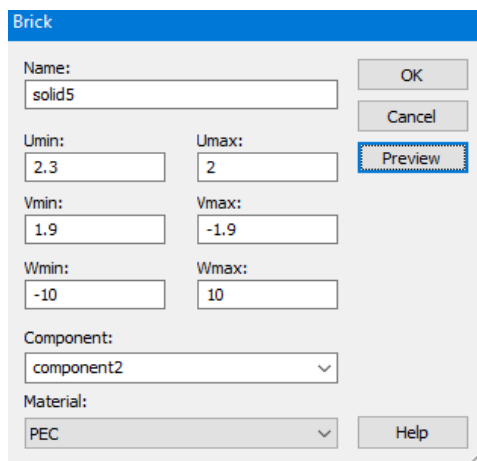 Brick
Name:
solid5
OK
Cancel
Preview
Umin:
Umax:
2.3
2
Vmin:
Vmax:
1.9
-1.9
Wmin:
Wmax:
-10
10
Component:
component2
Material:
PEC
Help